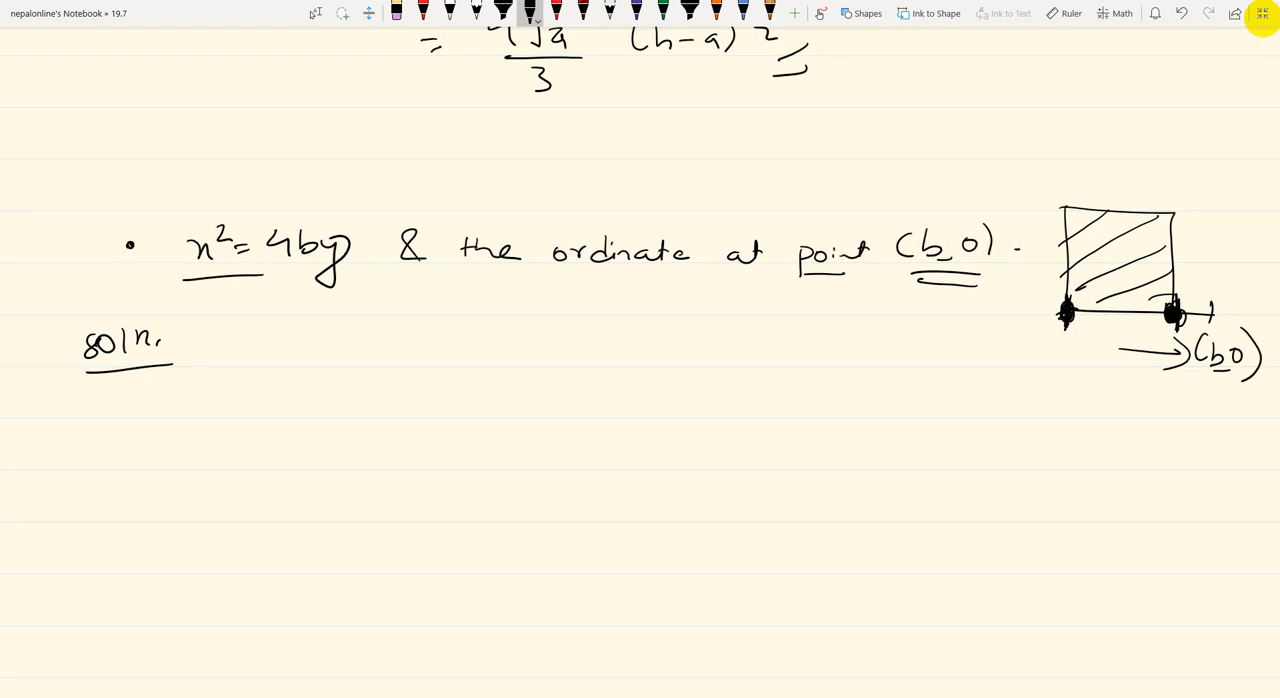 nepalonline's Notebook » 19.7
Shapes Ink to Shape Ink to Text Ruler Math
= 4√a (h-a)
3
• x² = 4by & the ordinate at point (b, 0).
soln.
(b, 0)